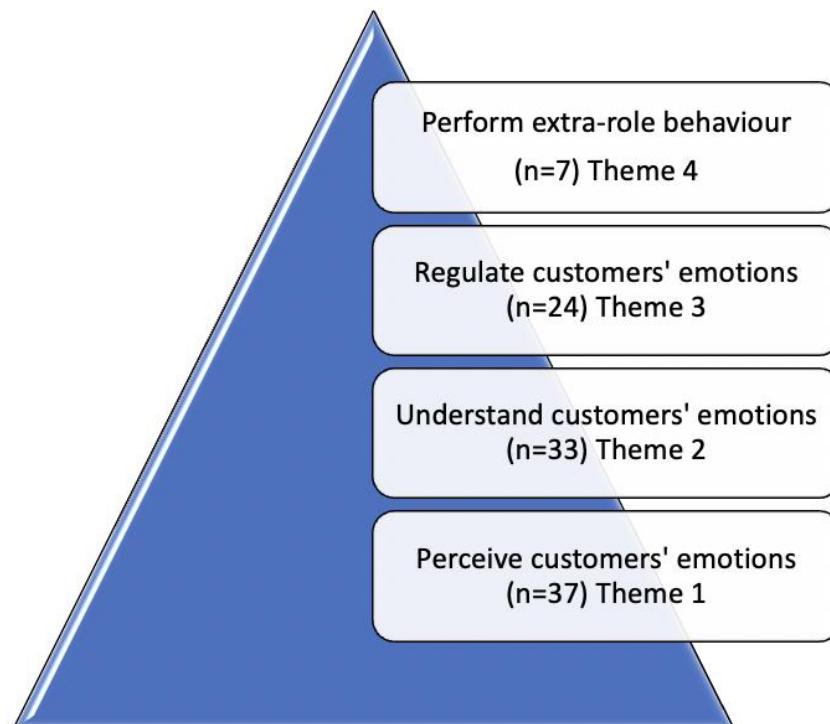 Perform extra-role behaviour
(n=7) Theme 4
Regulate customers' emotions
(n=24) Theme 3
Understand customers' emotions
(n=33) Theme 2
Perceive customers' emotions
(n=37) Theme 1